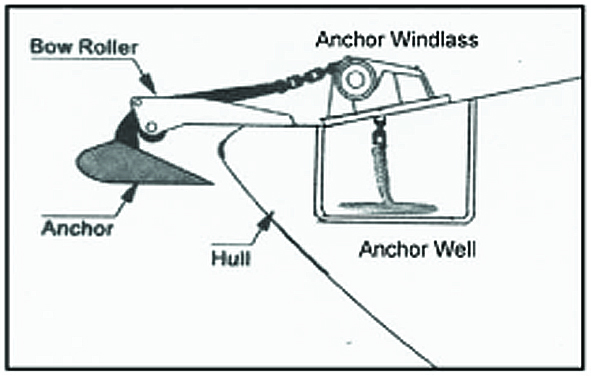 Anchor Windlass
Bow Roller
Anchor
Hull
Anchor Well